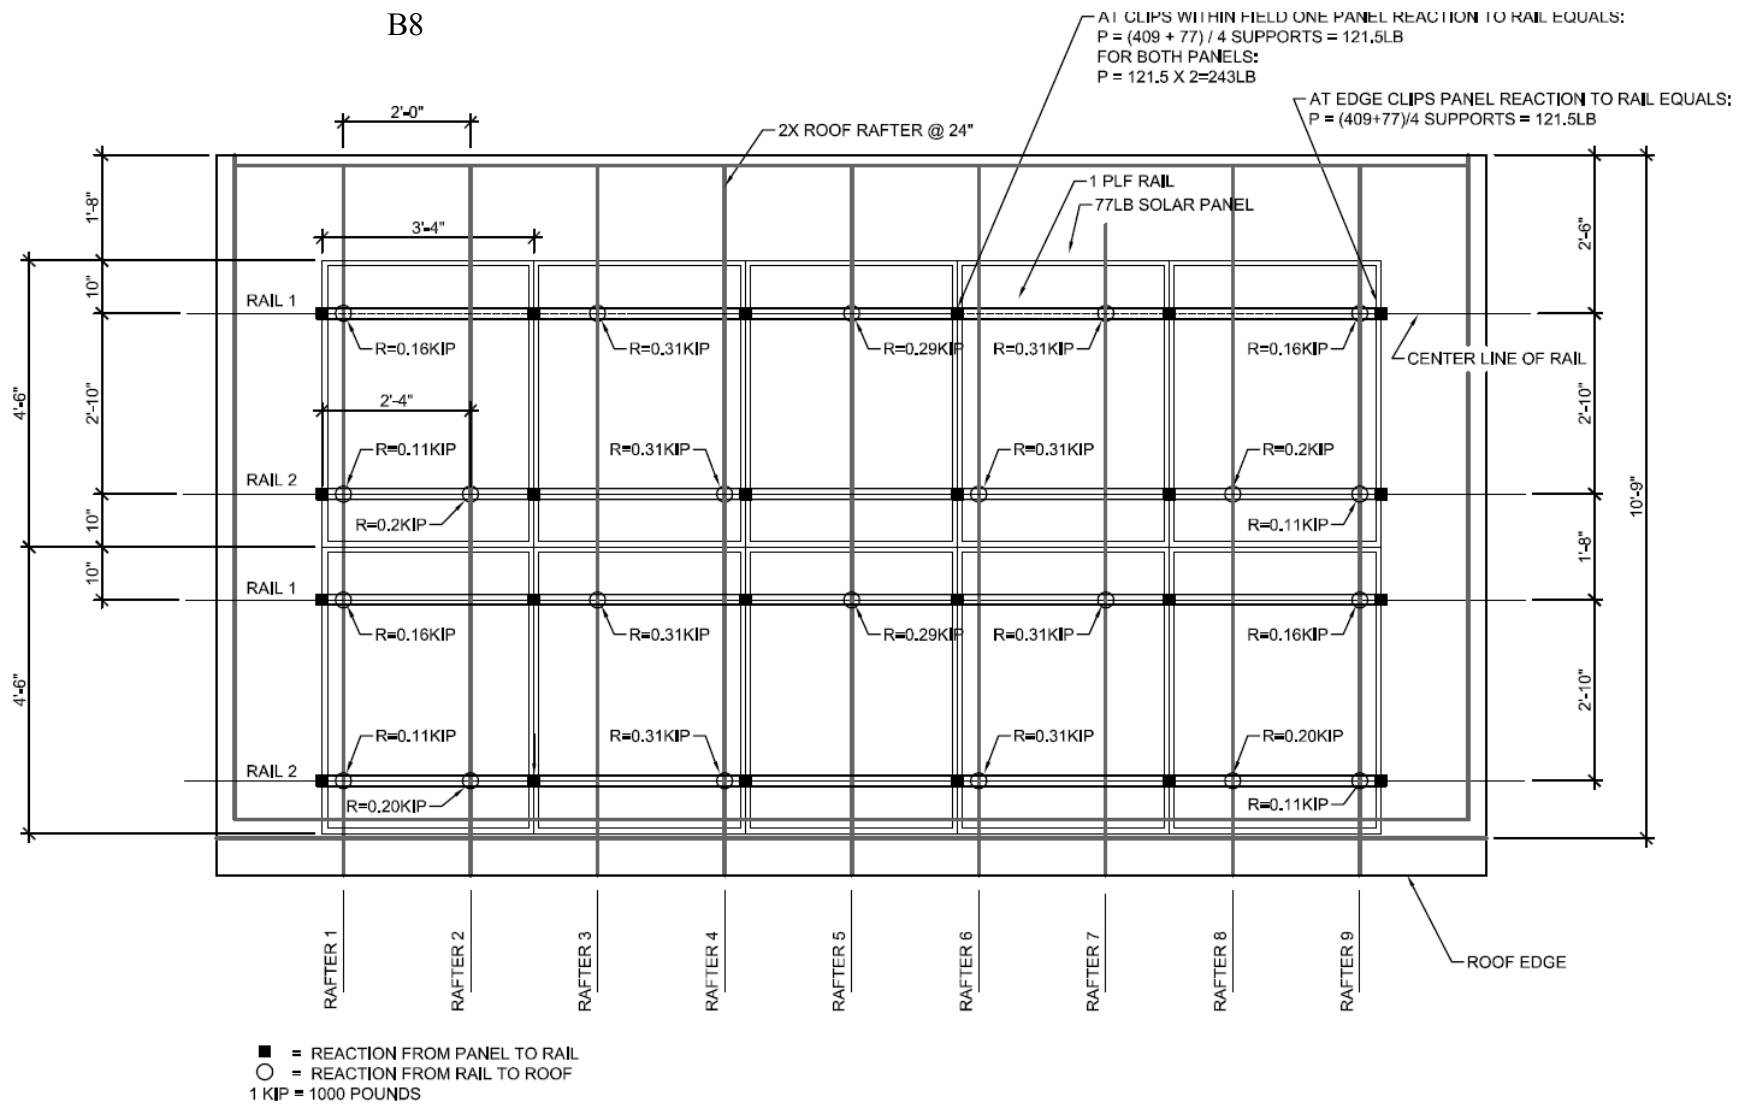 B8
AT CLIPS WITHIN FIELD ONE PANEL REACTION TO RAIL EQUALS:
P = (409 + 77) / 4 SUPPORTS = 121.5LB
FOR BOTH PANELS:
P = 121.5 X 2=243LB
AT EDGE CLIPS PANEL REACTION TO RAIL EQUALS:
P = (409+77)/4 SUPPORTS = 121.5LB
2'-0"
2X ROOF RAFTER @ 24"
1 PLF RAIL
77LB SOLAR PANEL
1'-8"
3'-4"
2'-6"
10"
RAIL 1
R=0.16KIP
R=0.31KIP
R=0.29KIP
R=0.31KIP
R=0.16KIP
CENTER LINE OF RAIL
4'-6"
2'-10"
2'-4"
2'-10"
R=0.11KIP
R=0.31KIP
R=0.31KIP
R=0.2KIP
RAIL 2
R=0.2KIP
R=0.11KIP
10"
10'-9"
1'-8"
10"
RAIL 1
R=0.16KIP
R=0.31KIP
R=0.29KIP
R=0.31KIP
R=0.16KIP
4'-6"
2'-10"
R=0.11KIP
R=0.31KIP
R=0.31KIP
R=0.20KIP
RAIL 2
R=0.20KIP
R=0.11KIP
RAFTER 1
RAFTER 2
RAFTER 3
RAFTER 4
RAFTER 5
RAFTER 6
RAFTER 7
RAFTER 8
RAFTER 9
ROOF EDGE
= REACTION FROM PANEL TO RAIL
= REACTION FROM RAIL TO ROOF
1 KIP = 1000 POUNDS